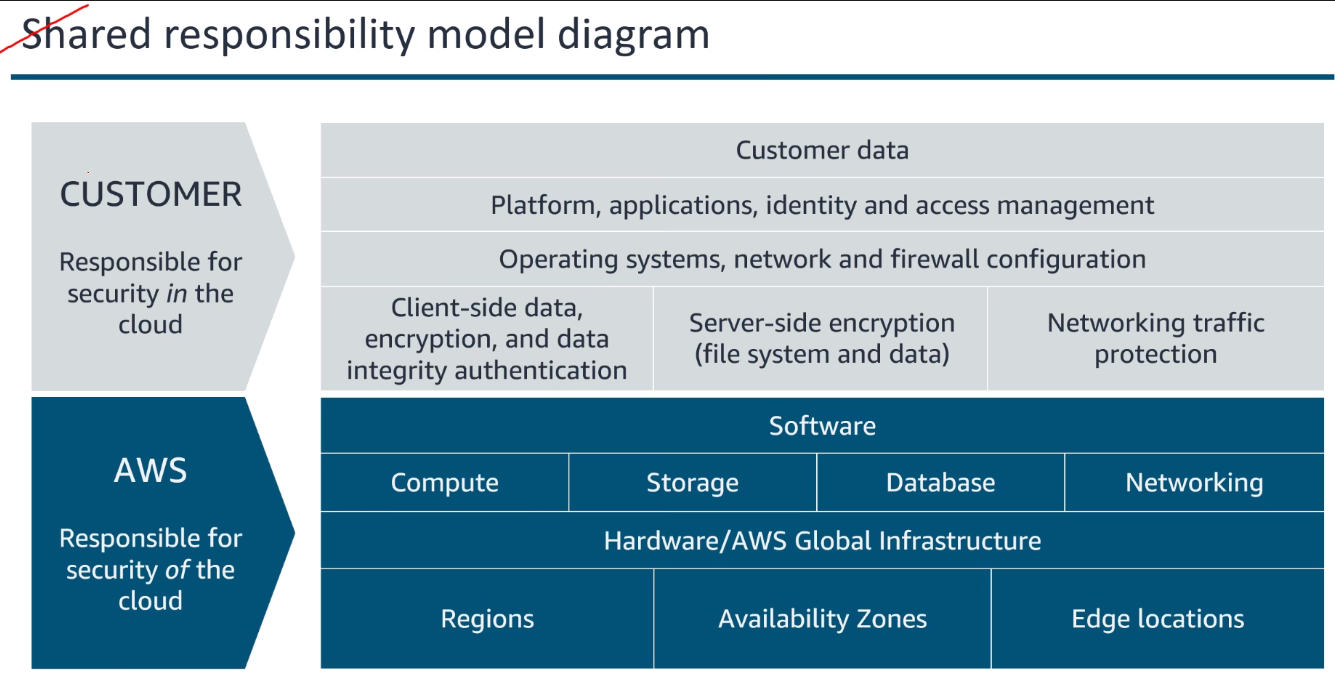 Shared responsibility model diagram
CUSTOMER
Responsible for
security in the
cloud
Customer data
Platform, applications, identity and access management
Operating systems, network and firewall configuration
Client-side data,
encryption, and data
integrity authentication
Server-side encryption
(file system and data)
Networking traffic
protection
AWS
Responsible for
security of the
cloud
Software
Compute
Storage
Database
Networking
Hardware/AWS Global Infrastructure
Regions
Availability Zones
Edge locations